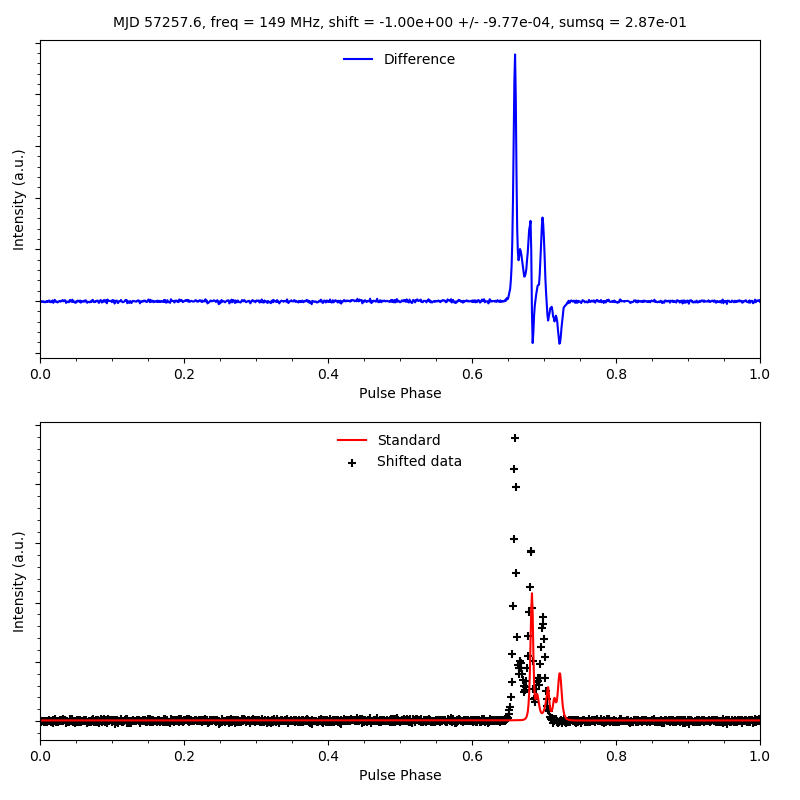 MJD 57257.6, freq = 149 MHz, shift = -1.00e+00 +/- -9.77e-04, sumsq = 2.87e-01
Difference
Intensity (a.u.)
0.0 0.2 0.4 0.6 0.8 1.0
Pulse Phase
Standard
Shifted data
Intensity (a.u.)
0.0 0.2 0.4 0.6 0.8 1.0
Pulse Phase